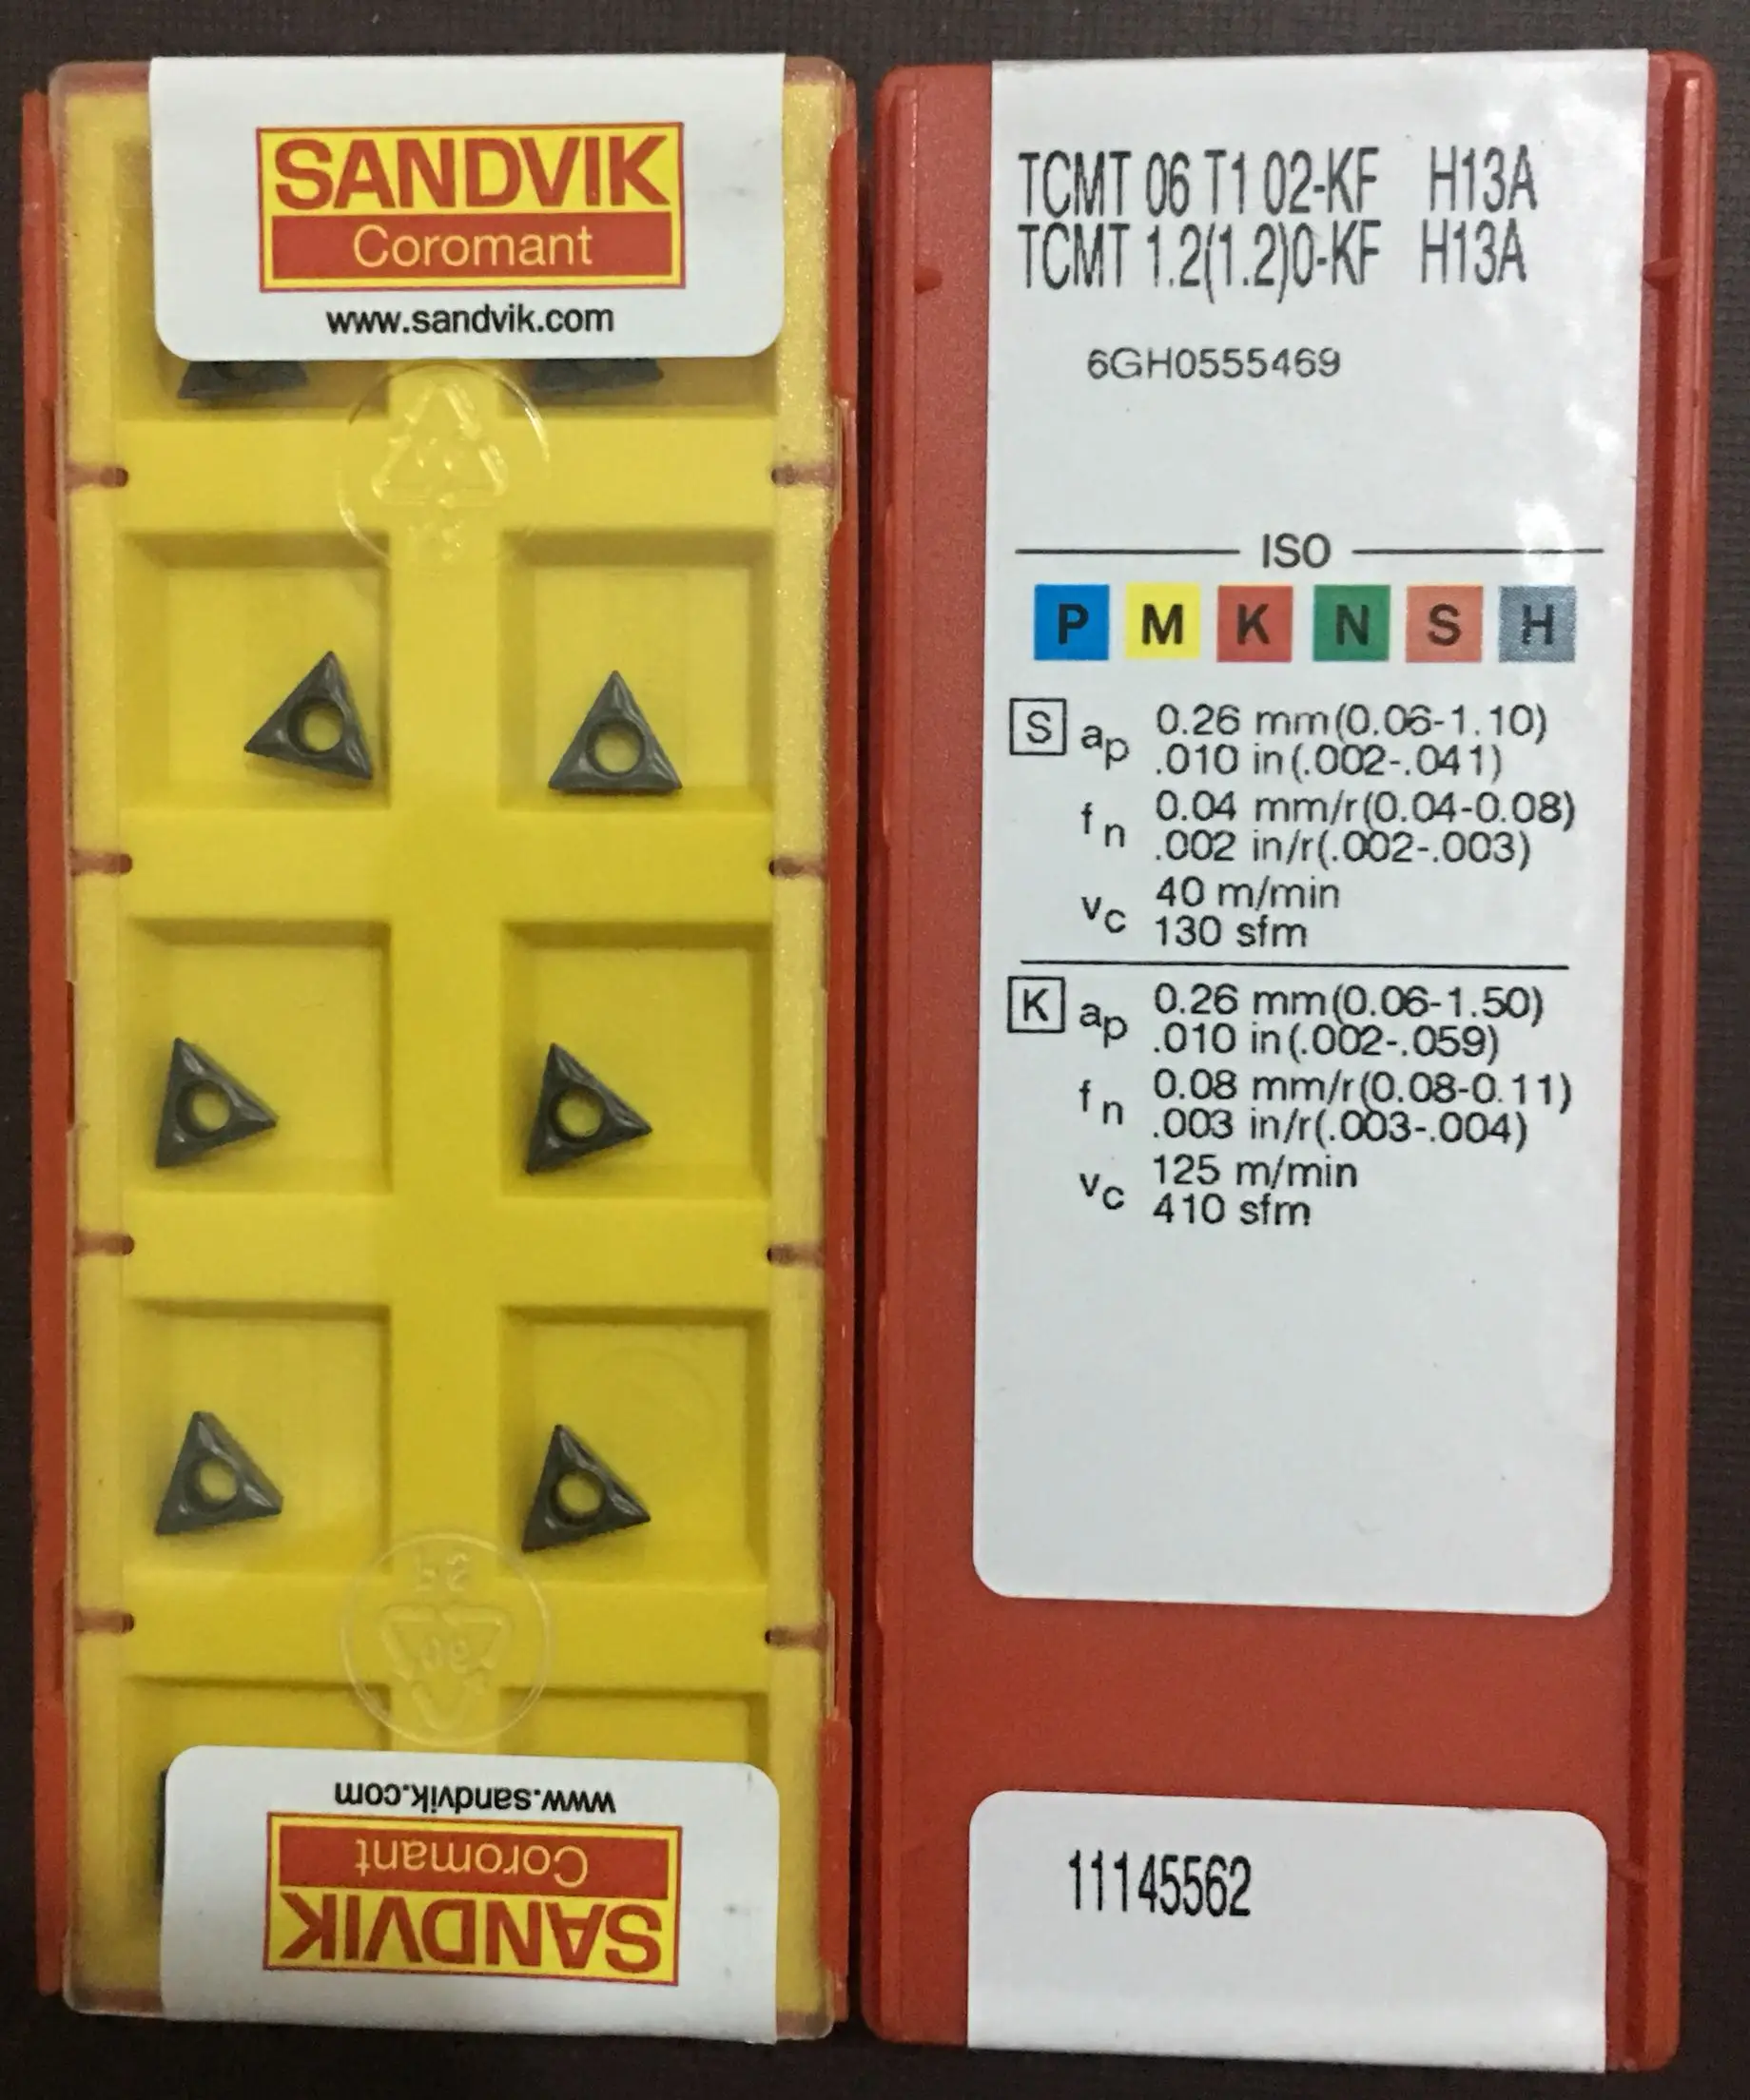 SANDVIK
Coromant
www.sandvik.com
www.sandvik.com
Coromant
SANDVIK
TCMT 06 T1 02-KF H13A
TCMT 1.2(1.2)0-KF H13A
6GH0555469
ISO
P M K N S H
S ap 0.26 mm(0.06-1.10)
.010 in(.002-.041)
fn 0.04 mm/r(0.04-0.08)
.002 in/r(.002-.003)
vc 40 m/min
130 sfm
K ap 0.26 mm(0.06-1.50)
.010 in(.002-.059)
fn 0.08 mm/r(0.08-0.11)
.003 in/r(.003-.004)
vc 125 m/min
410 sfm
11145562